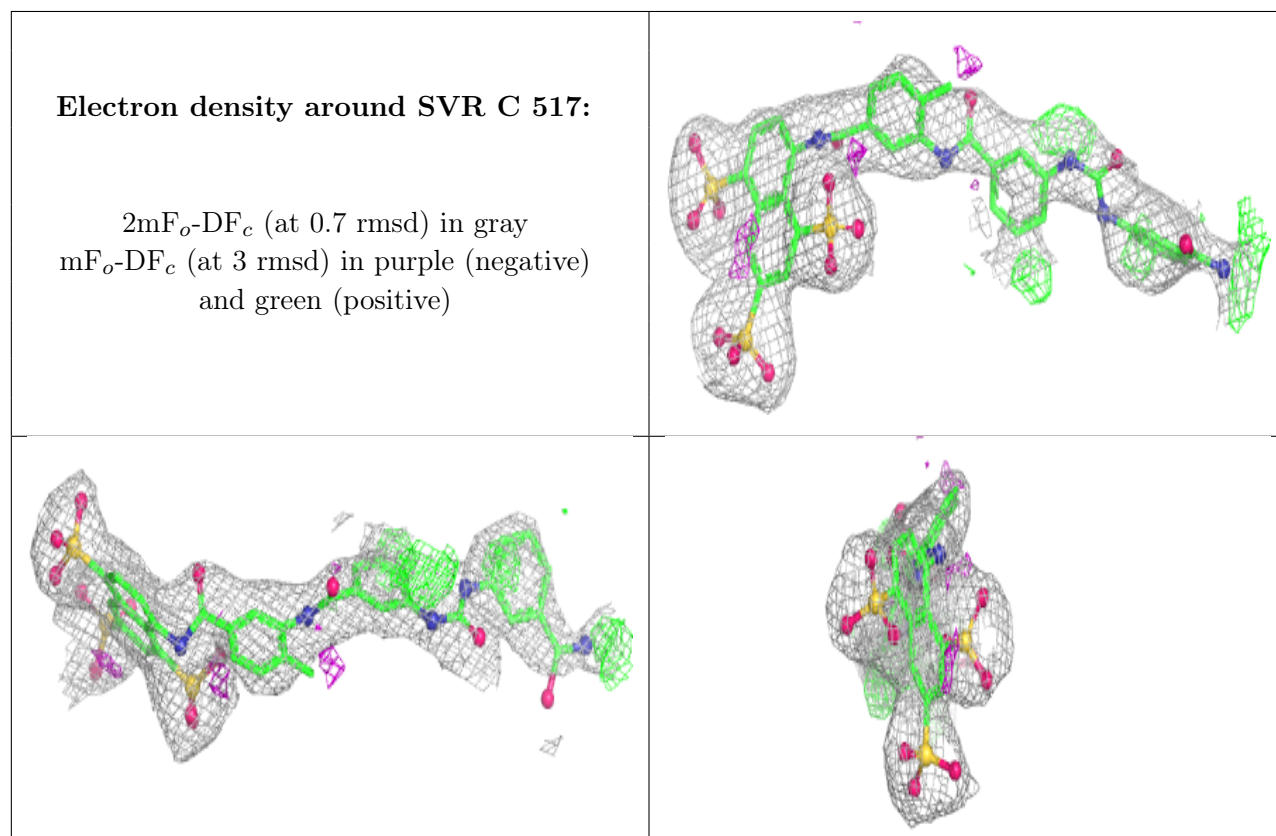 Electron density around SVR C 517:
2mFo-DFc (at 0.7 rmsd) in gray
mFo-DFc (at 3 rmsd) in purple (negative)
and green (positive)